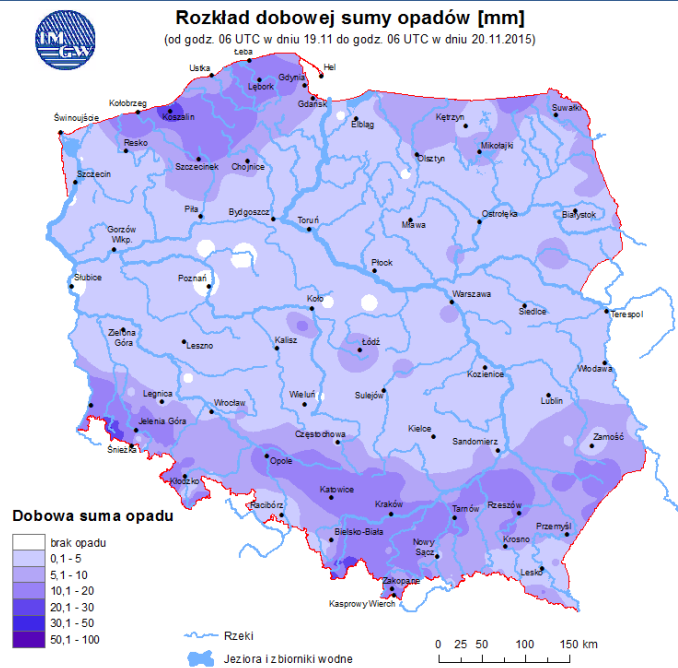 IM
GW
Rozkład dobowej sumy opadów [mm]
(od godz. 06 UTC w dniu 19.11 do godz. 06 UTC w dniu 20.11.2015)
Łeba
Ustka
Hel
Gdynia
Lębork
Gdańsk
Kołobrzeg
Koszalin
Suwałki
Świnoujście
Elbląg
Kętrzyn
Resko
Mikołajki
Olsztyn
Szczecinek
Chojnice
Szczecin
Piła
Bydgoszcz
Toruń
Mława
Ostrołęka
Białystok
Gorzów
Wlkp.
Płock
Słubice
Poznań
Koło
Warszawa
Siedlce
Terespol
Zielona
Góra
Leszno
Kalisz
Łódź
Kozienice
Włodawa
Legnica
Wrocław
Wieluń
Sulejów
Lublin
Jelenia Góra
Częstochowa
Kielce
Sandomierz
Zamość
Śnieżka
Opole
Kłodzko
Katowice
Racibórz
Kraków
Tarnów
Rzeszów
Przemyśl
Bielsko-Biała
Nowy
Sącz
Krosno
Lesko
Zakopane
Kasprowy Wierch
Dobowa suma opadu
brak opadu
0,1 - 5
5,1 - 10
10,1 - 20
20,1 - 30
30,1 - 50
50,1 - 100
Rzeki
Jeziora i zbiorniki wodne
0 25 50 100 150 km